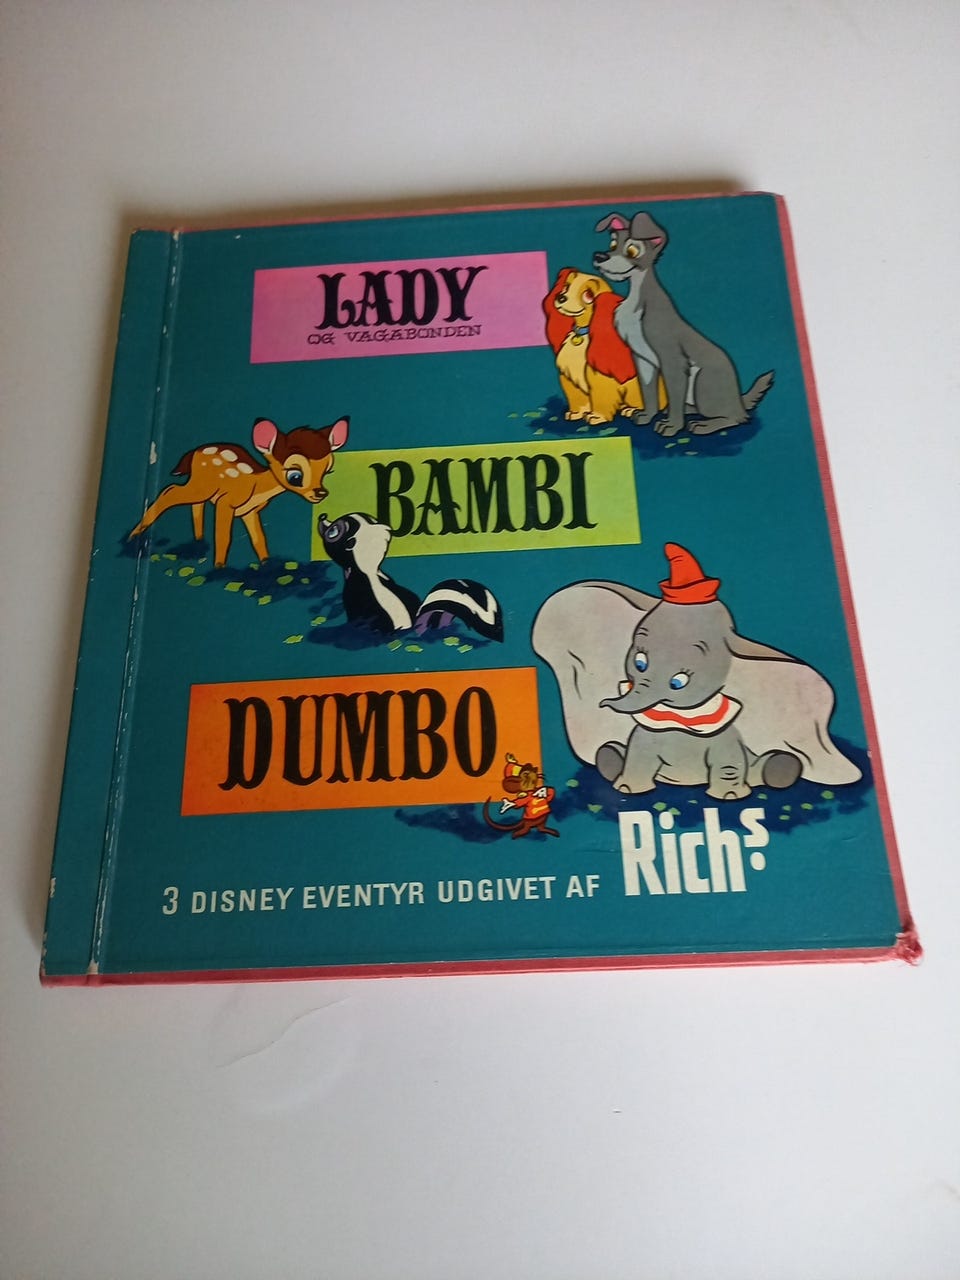 LADY
OG VAGABONDEN
BAMBI
DUMBO
3 DISNEY EVENTYR UDGIVET AF Richs.